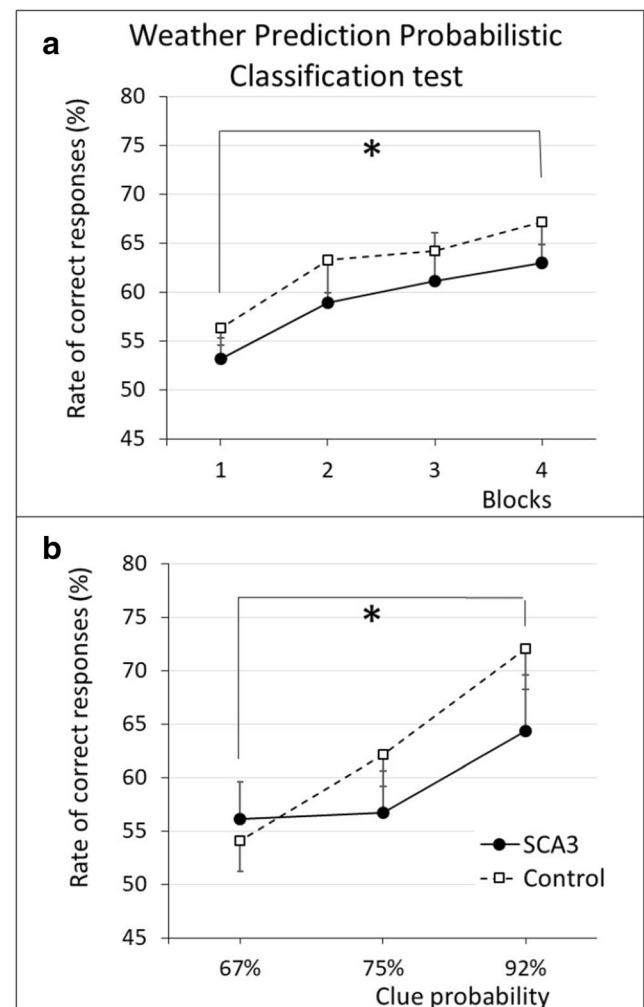 a
Weather Prediction Probabilistic
Classification test
Rate of correct responses (%)
80
75
70
65
60
55
50
45
*
1 2 3 4
Blocks
b
Rate of correct responses (%)
80
75
70
65
60
55
50
45
*
SCA3
Control
67% 75% 92%
Clue probability